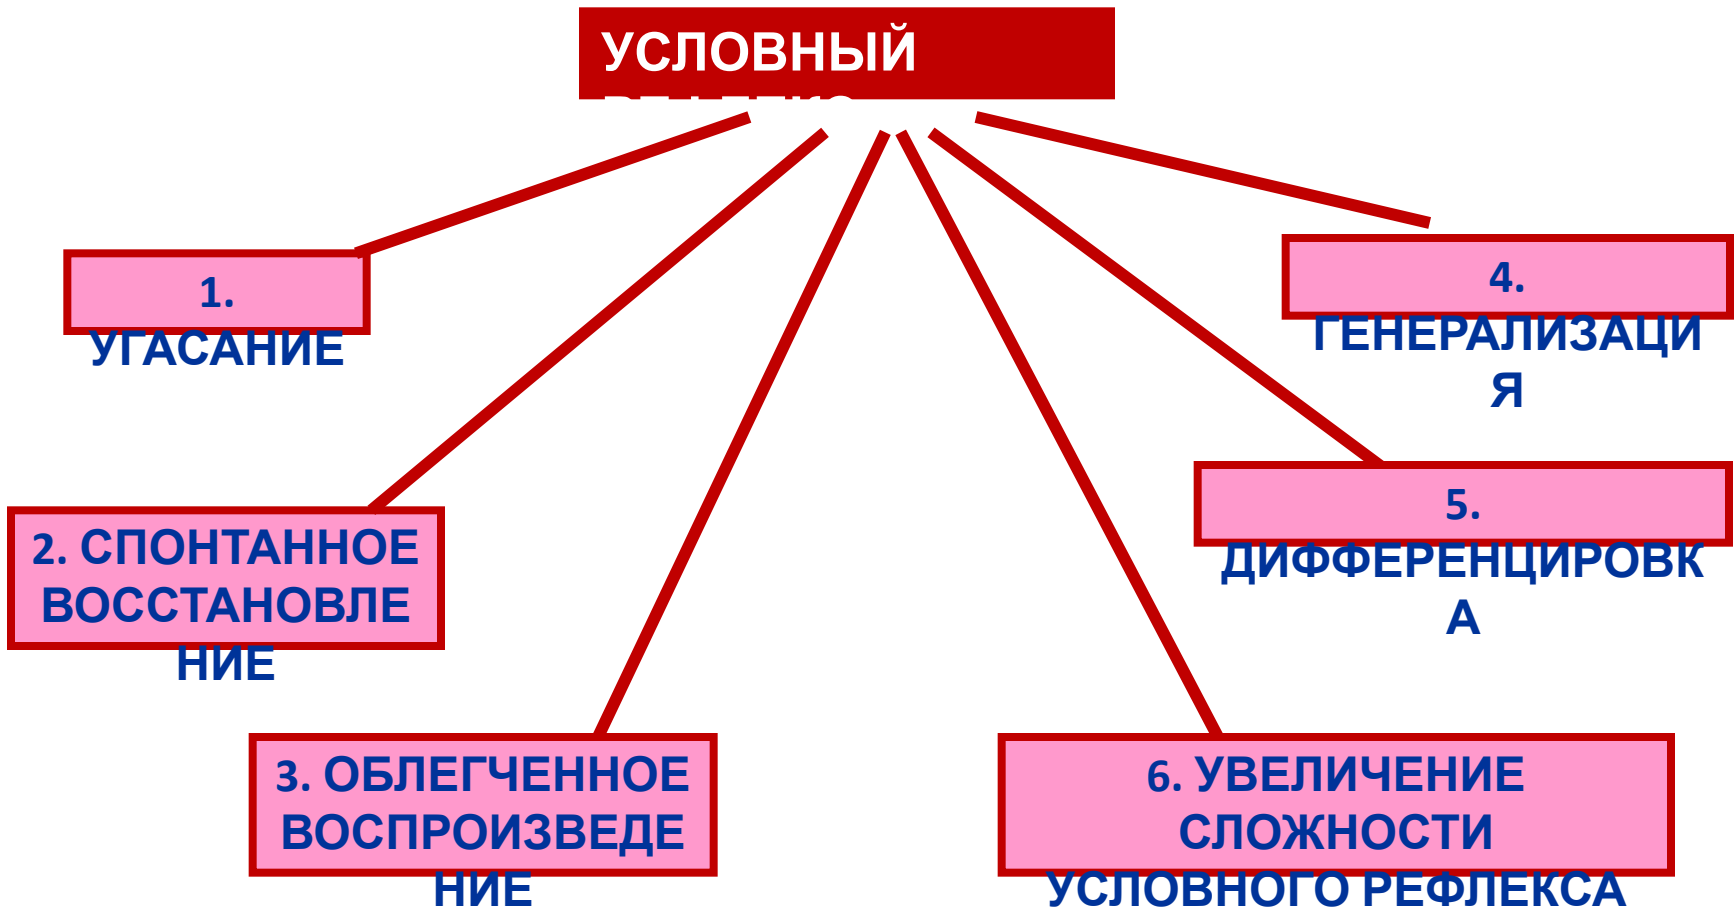 УСЛОВНЫЙ
1.
УГАСАНИЕ
2. СПОНТАННОЕ
ВОССТАНОВЛЕ
НИЕ
3. ОБЛЕГЧЕННОЕ
ВОСПРОИЗВЕДЕ
НИЕ
4.
ГЕНЕРАЛИЗАЦИ
Я
5.
ДИФФЕРЕНЦИРОВК
А
6. УВЕЛИЧЕНИЕ
СЛОЖНОСТИ
УСЛОВНОГО РЕФЛЕКСА